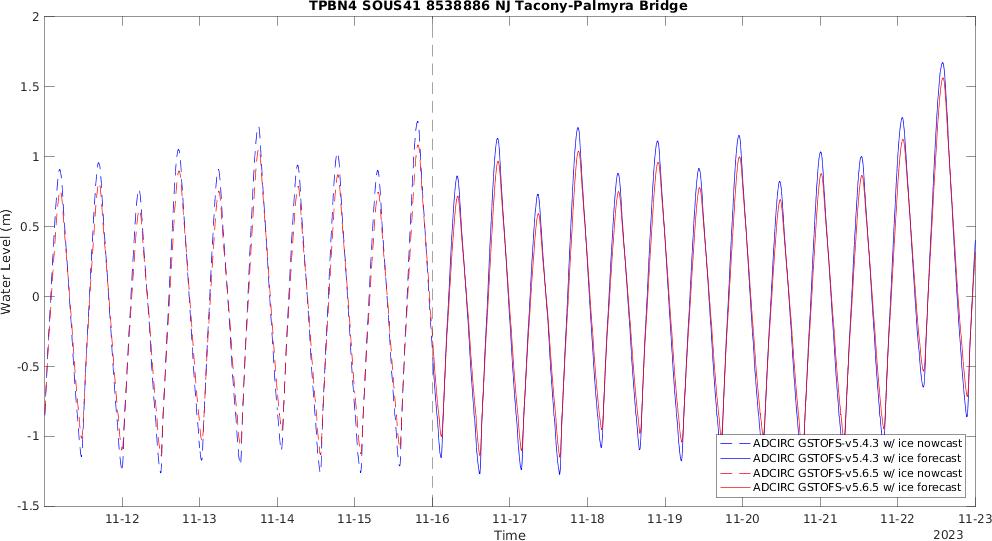 TPBN4 SOUS41 8538886 NJ Tacony-Palmyra Bridge
2
1.5
1
0.5
0
-0.5
-1
-1.5
Water Level (m)
ADCIRC GSTOFS-v5.4.3 w/ ice nowcast
ADCIRC GSTOFS-v5.4.3 w/ ice forecast
ADCIRC GSTOFS-v5.6.5 w/ ice nowcast
ADCIRC GSTOFS-v5.6.5 w/ ice forecast
11-12 11-13 11-14 11-15 11-16 11-17 11-18 11-19 11-20 11-21 11-22 11-23
Time
2023